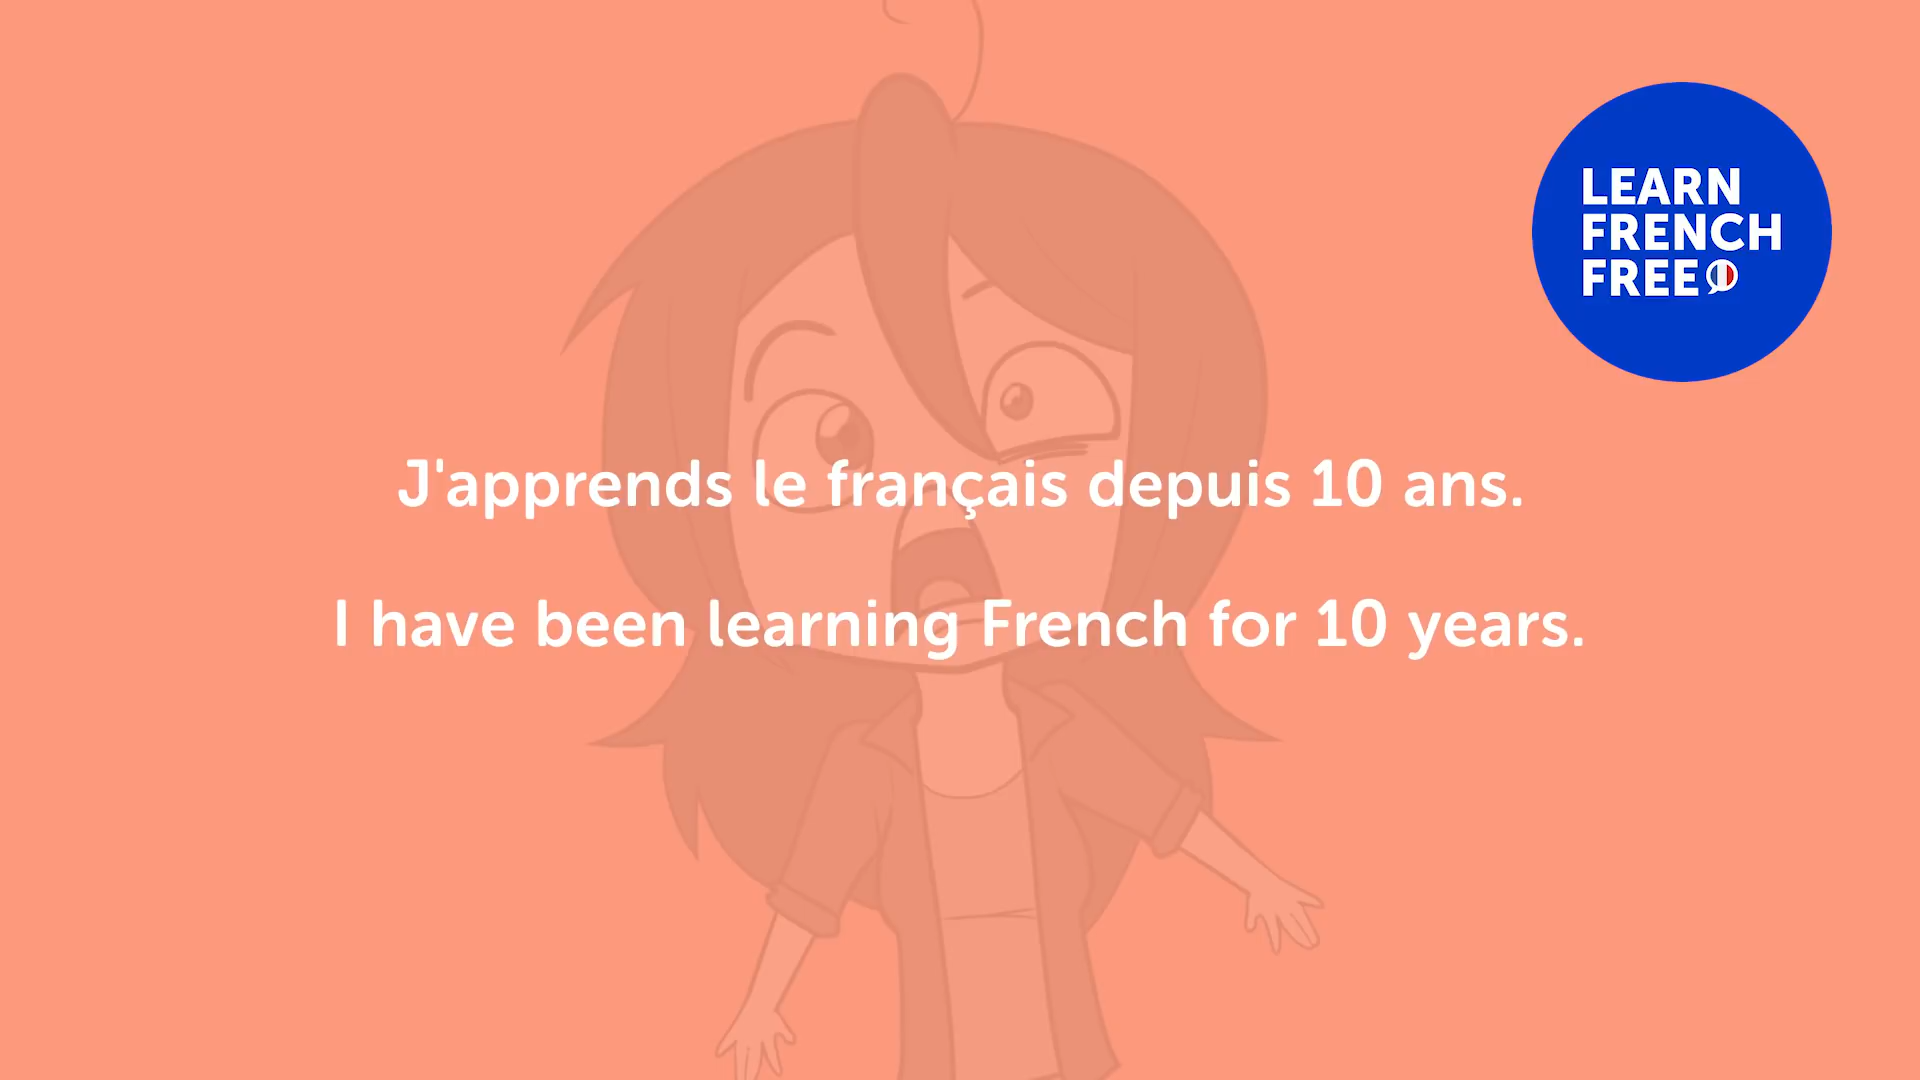 LEARN
FRENCH
FREE
J'apprends le français depuis 10 ans.
I have been learning French for 10 years.